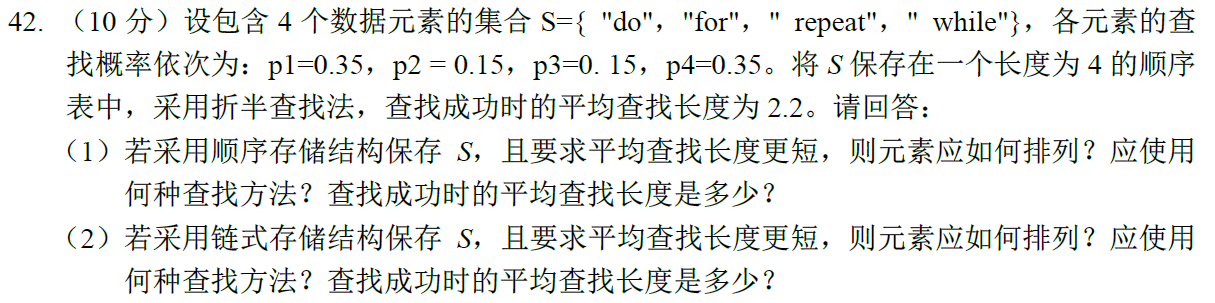 42. （10 分）设包含 4 个数据元素的集合 S={ "do"，"for"，" repeat"，" while"}，各元素的查
找概率依次为：p1=0.35，p2 = 0.15，p3=0. 15，p4=0.35。将 S 保存在一个长度为 4 的顺序
表中，采用折半查找法，查找成功时的平均查找长度为 2.2。请回答：
（1）若采用顺序存储结构保存 S，且要求平均查找长度更短，则元素应如何排列？应使用
何种查找方法？查找成功时的平均查找长度是多少？
（2）若采用链式存储结构保存 S，且要求平均查找长度更短，则元素应如何排列？应使用
何种查找方法？查找成功时的平均查找长度是多少？